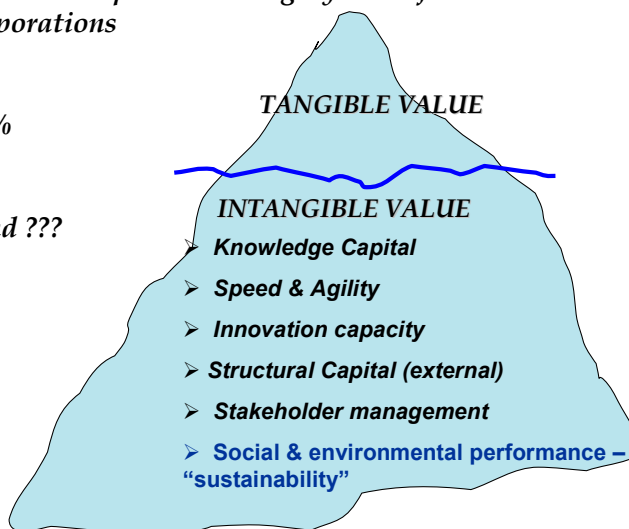 porations
%
TANGIBLE VALUE
???
INTANGIBLE VALUE
➢ Knowledge Capital
➢ Speed & Agility
➢ Innovation capacity
➢ Structural Capital (external)
➢ Stakeholder management
➢ Social & environmental performance –
“sustainability”